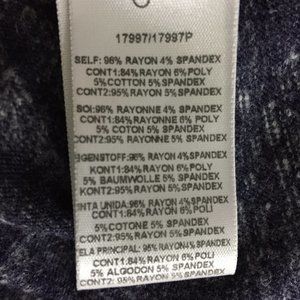 17997/17997P
SELF: 96% RAYON 4% SPANDEX
CONT1:84%RAYON 6%POLY
5%COTTON 5% SPANDEX
CONT2:95%RAYON 5% SPANDEX
SOI:96% RAYONNE 4% SPANDEX
CONT1:84%RAYONNE 6%POLY
5% COTON 5% SPANDEX
CONT2:95% RAYONNE 5% SPANDEX
GENSTOFF:96% RAYON 4% SPANDEX
KONT1:84% RAYON 6% POLY
5% BAUMWOLLE 5% SPANDEX
KONT2:95% RAYON 5% SPANDEX
NTA UNIDA:96% RAYON 4%SPANDEX
CONT1:84% RAYON 6%POLI
5%COTONE 5% SPANDEX
CONT2:95%RAYON 5% SPANDEX
ELA PRINCIPAL: 96% RAYON4%SPANDEX
CONT1:84% RAYON 6% POLI
5% ALGODON 5% SPANDEX
CONT2:95%RAYON 5% SPANDEX